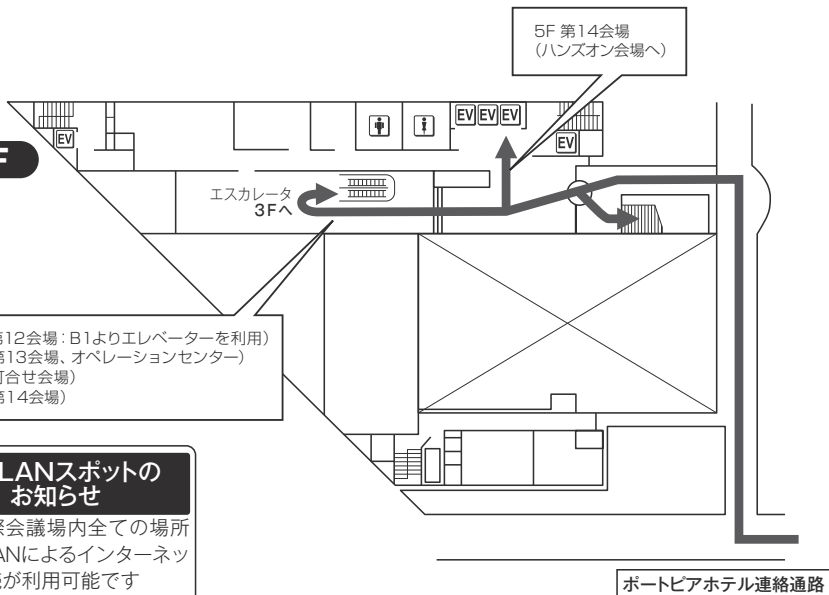 5F 第14会場
（ハンズオン会場へ）
EV EV EV
EV
EV
F
エスカレータ
3Fへ
第12会場：B1よりエレベーターを利用）
第13会場、オペレーションセンター）
合せ会場）
第14会場）
LANスポットの
お知らせ
会議場内全ての場所
ANによるインターネッ
が利用可能です
ポートピアホテル連絡通路